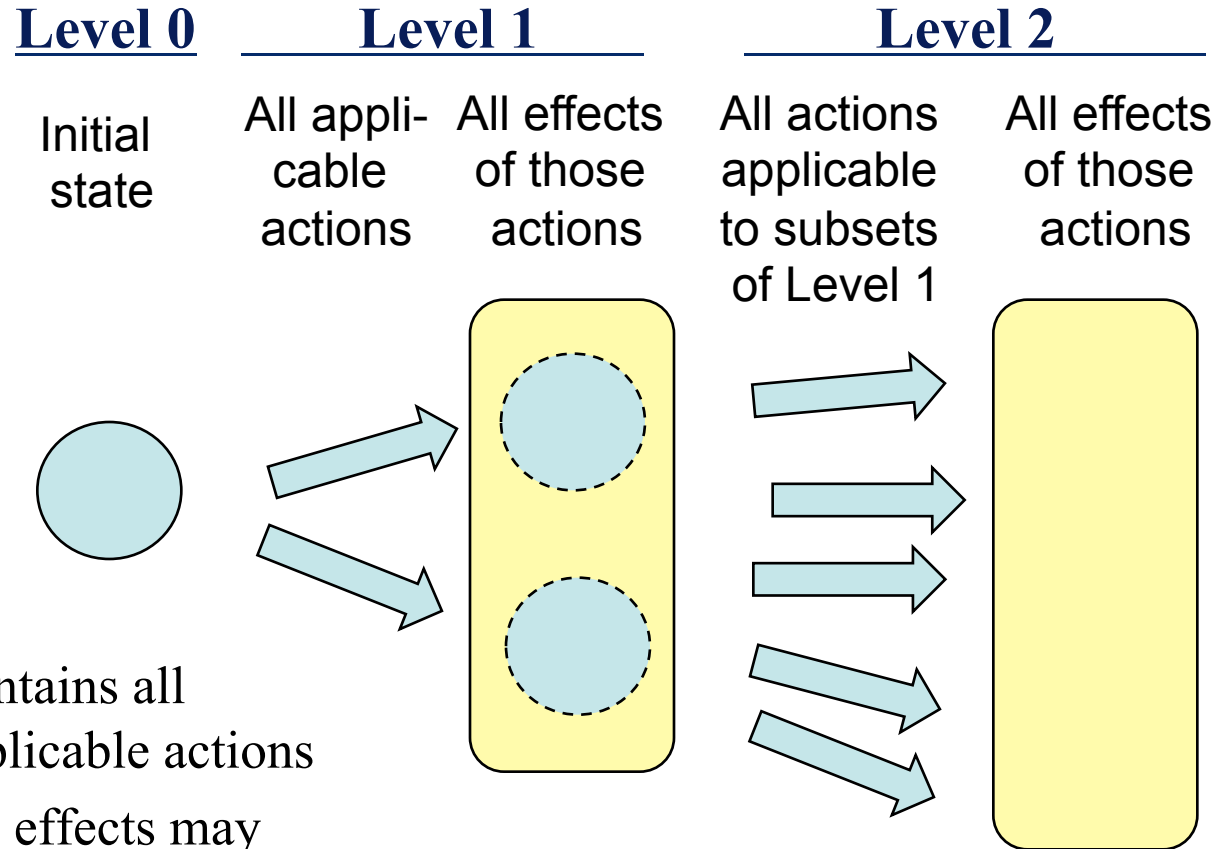 Level 0
Level 1
Level 2
Initial
state
All appli-
cable
actions
All effects
of those
actions
All actions
applicable
to subsets
of Level 1
All effects
of those
actions
ntains all
plicable actions
effects may